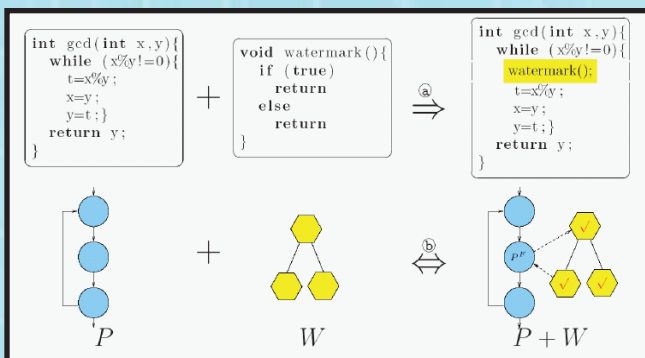 int gcd(int x,y){
while (x%y!=0){
t=x%y;
x=y;
y=t;}
return y;
}
+
void watermark(){
if (true)
return
else
return
}
ⓐ
⇒
int gcd(int x,y){
while (x%y!=0){
watermark();
t=x%y;
x=y;
y=t;}
return y;
}
+
ⓑ
⇔
✓
✓
✓
P
W
P + W